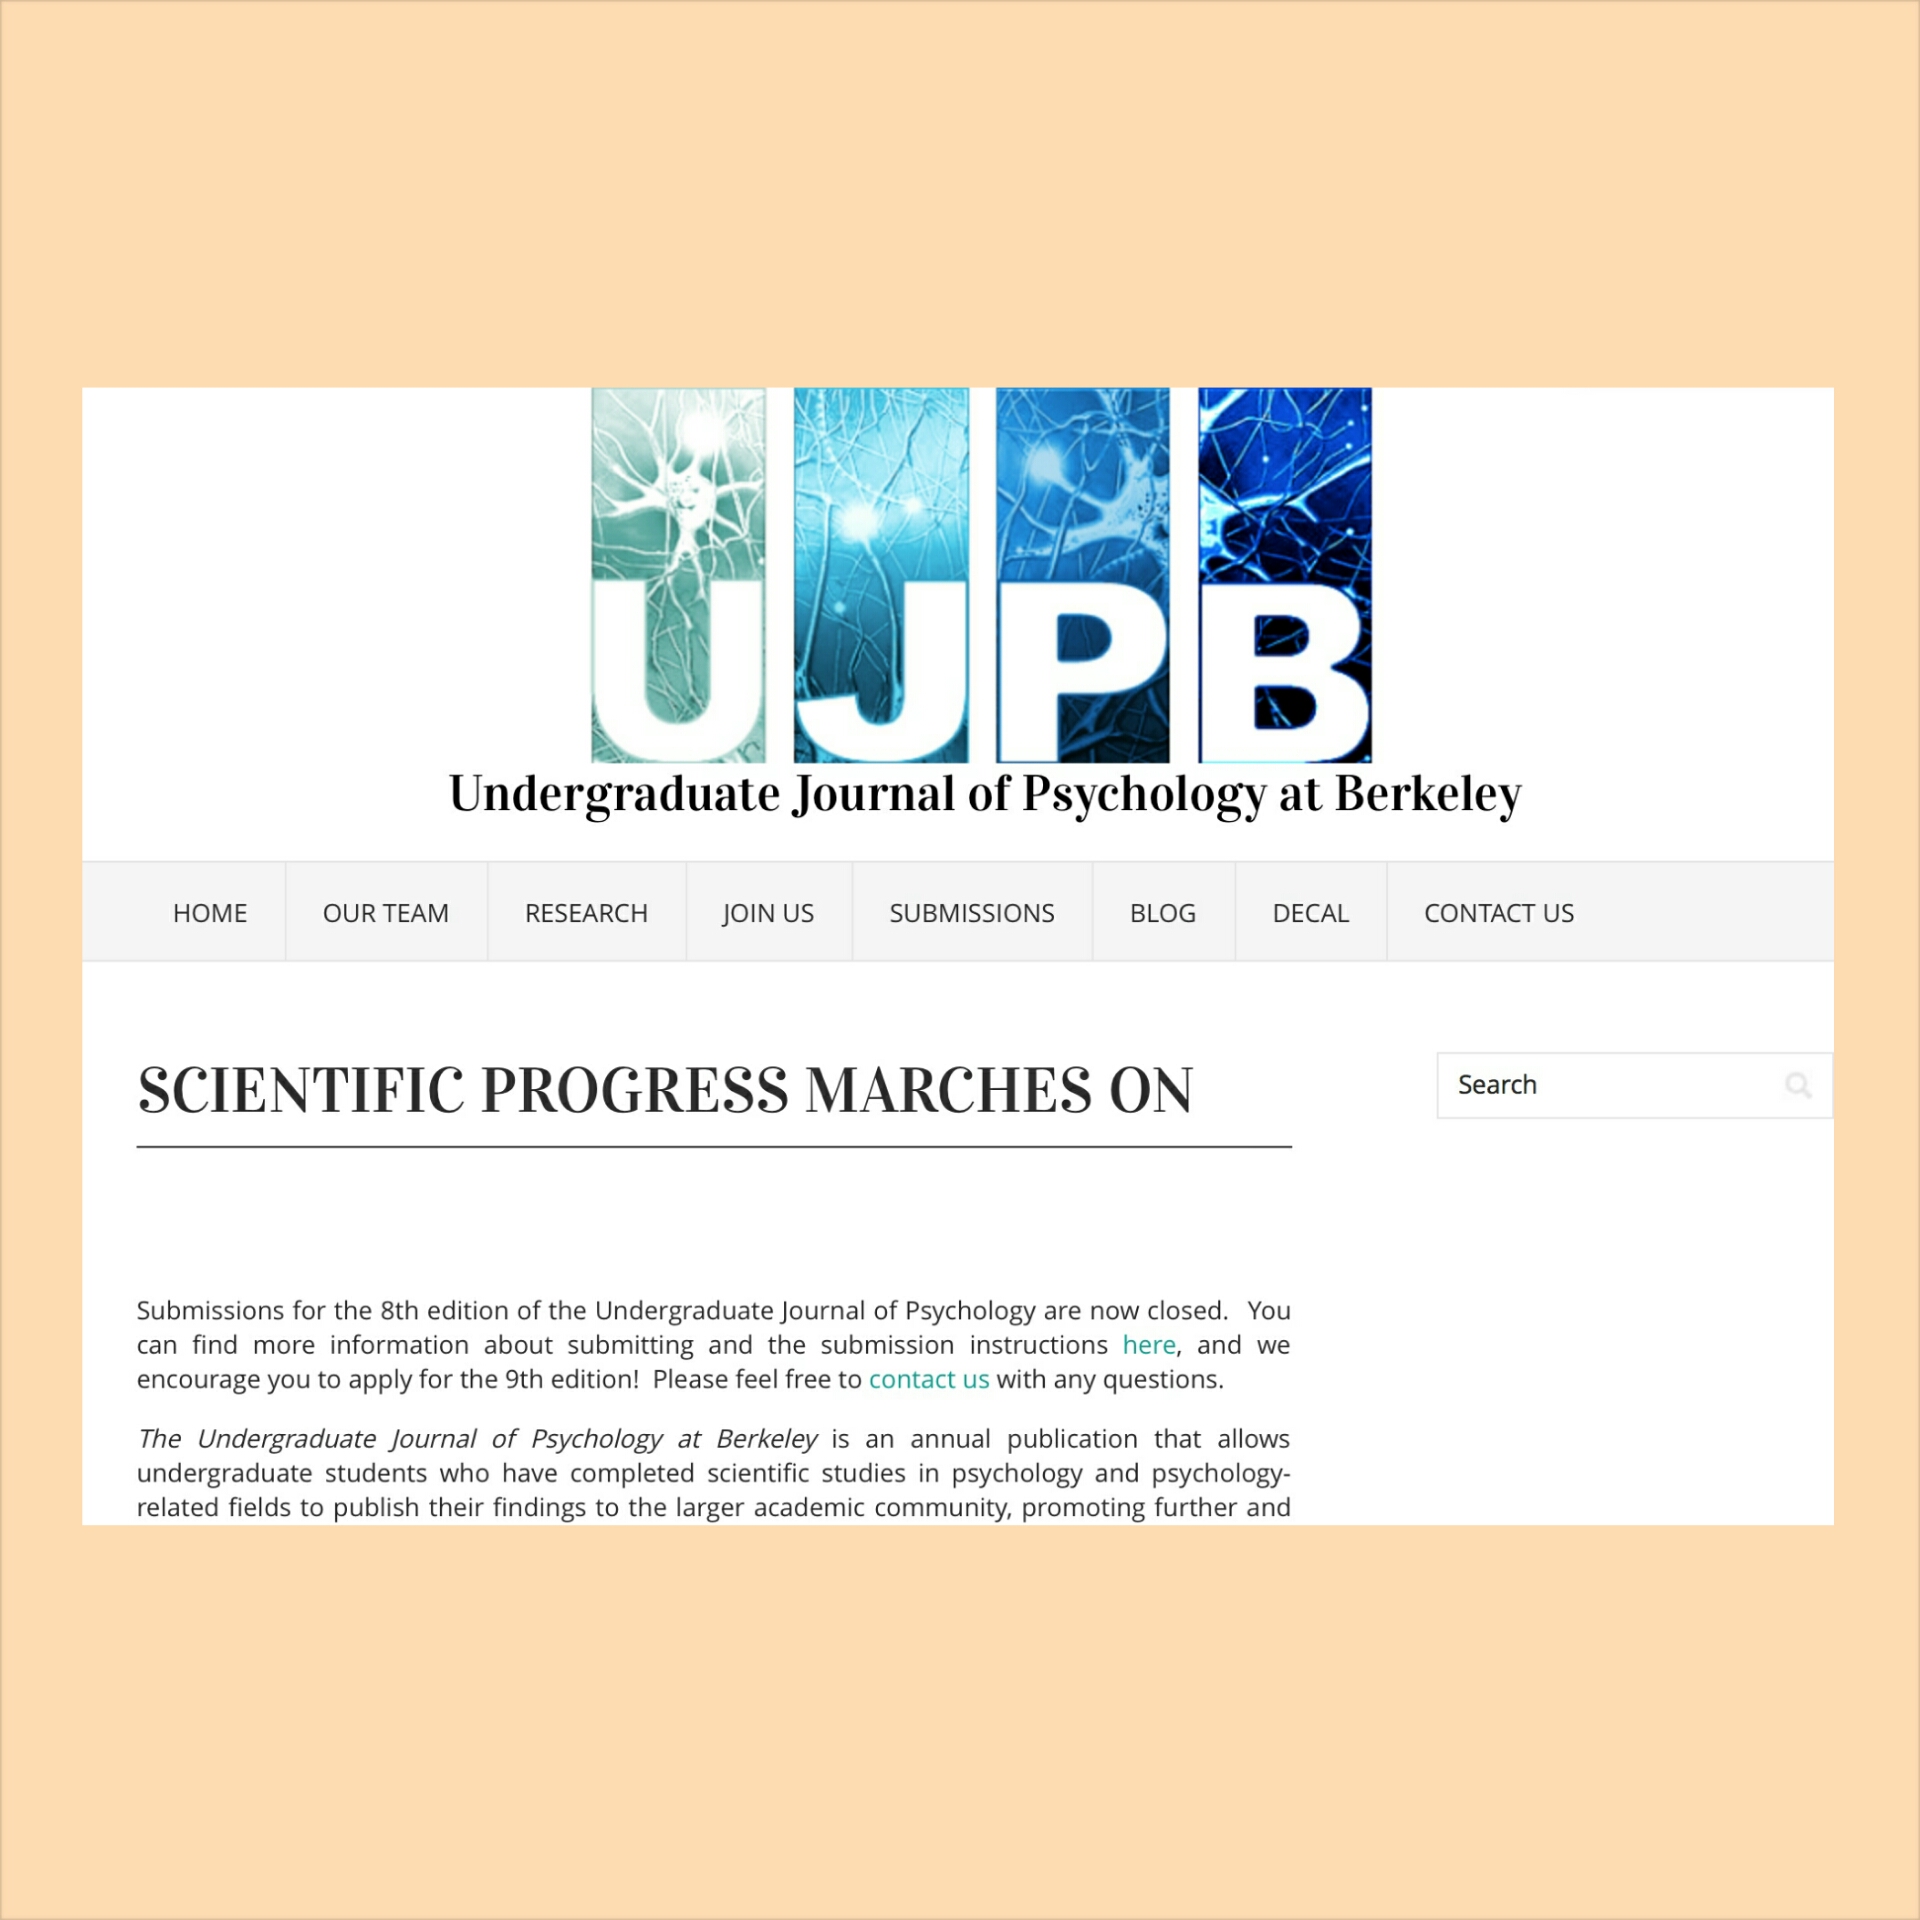 UJPB
Undergraduate Journal of Psychology at Berkeley
HOME OUR TEAM RESEARCH JOIN US SUBMISSIONS BLOG DECAL CONTACT US
SCIENTIFIC PROGRESS MARCHES ON
Search
Submissions for the 8th edition of the Undergraduate Journal of Psychology are now closed. You
can find more information about submitting and the submission instructions here, and we
encourage you to apply for the 9th edition! Please feel free to contact us with any questions.
The Undergraduate Journal of Psychology at Berkeley is an annual publication that allows
undergraduate students who have completed scientific studies in psychology and psychology-
related fields to publish their findings to the larger academic community, promoting further and